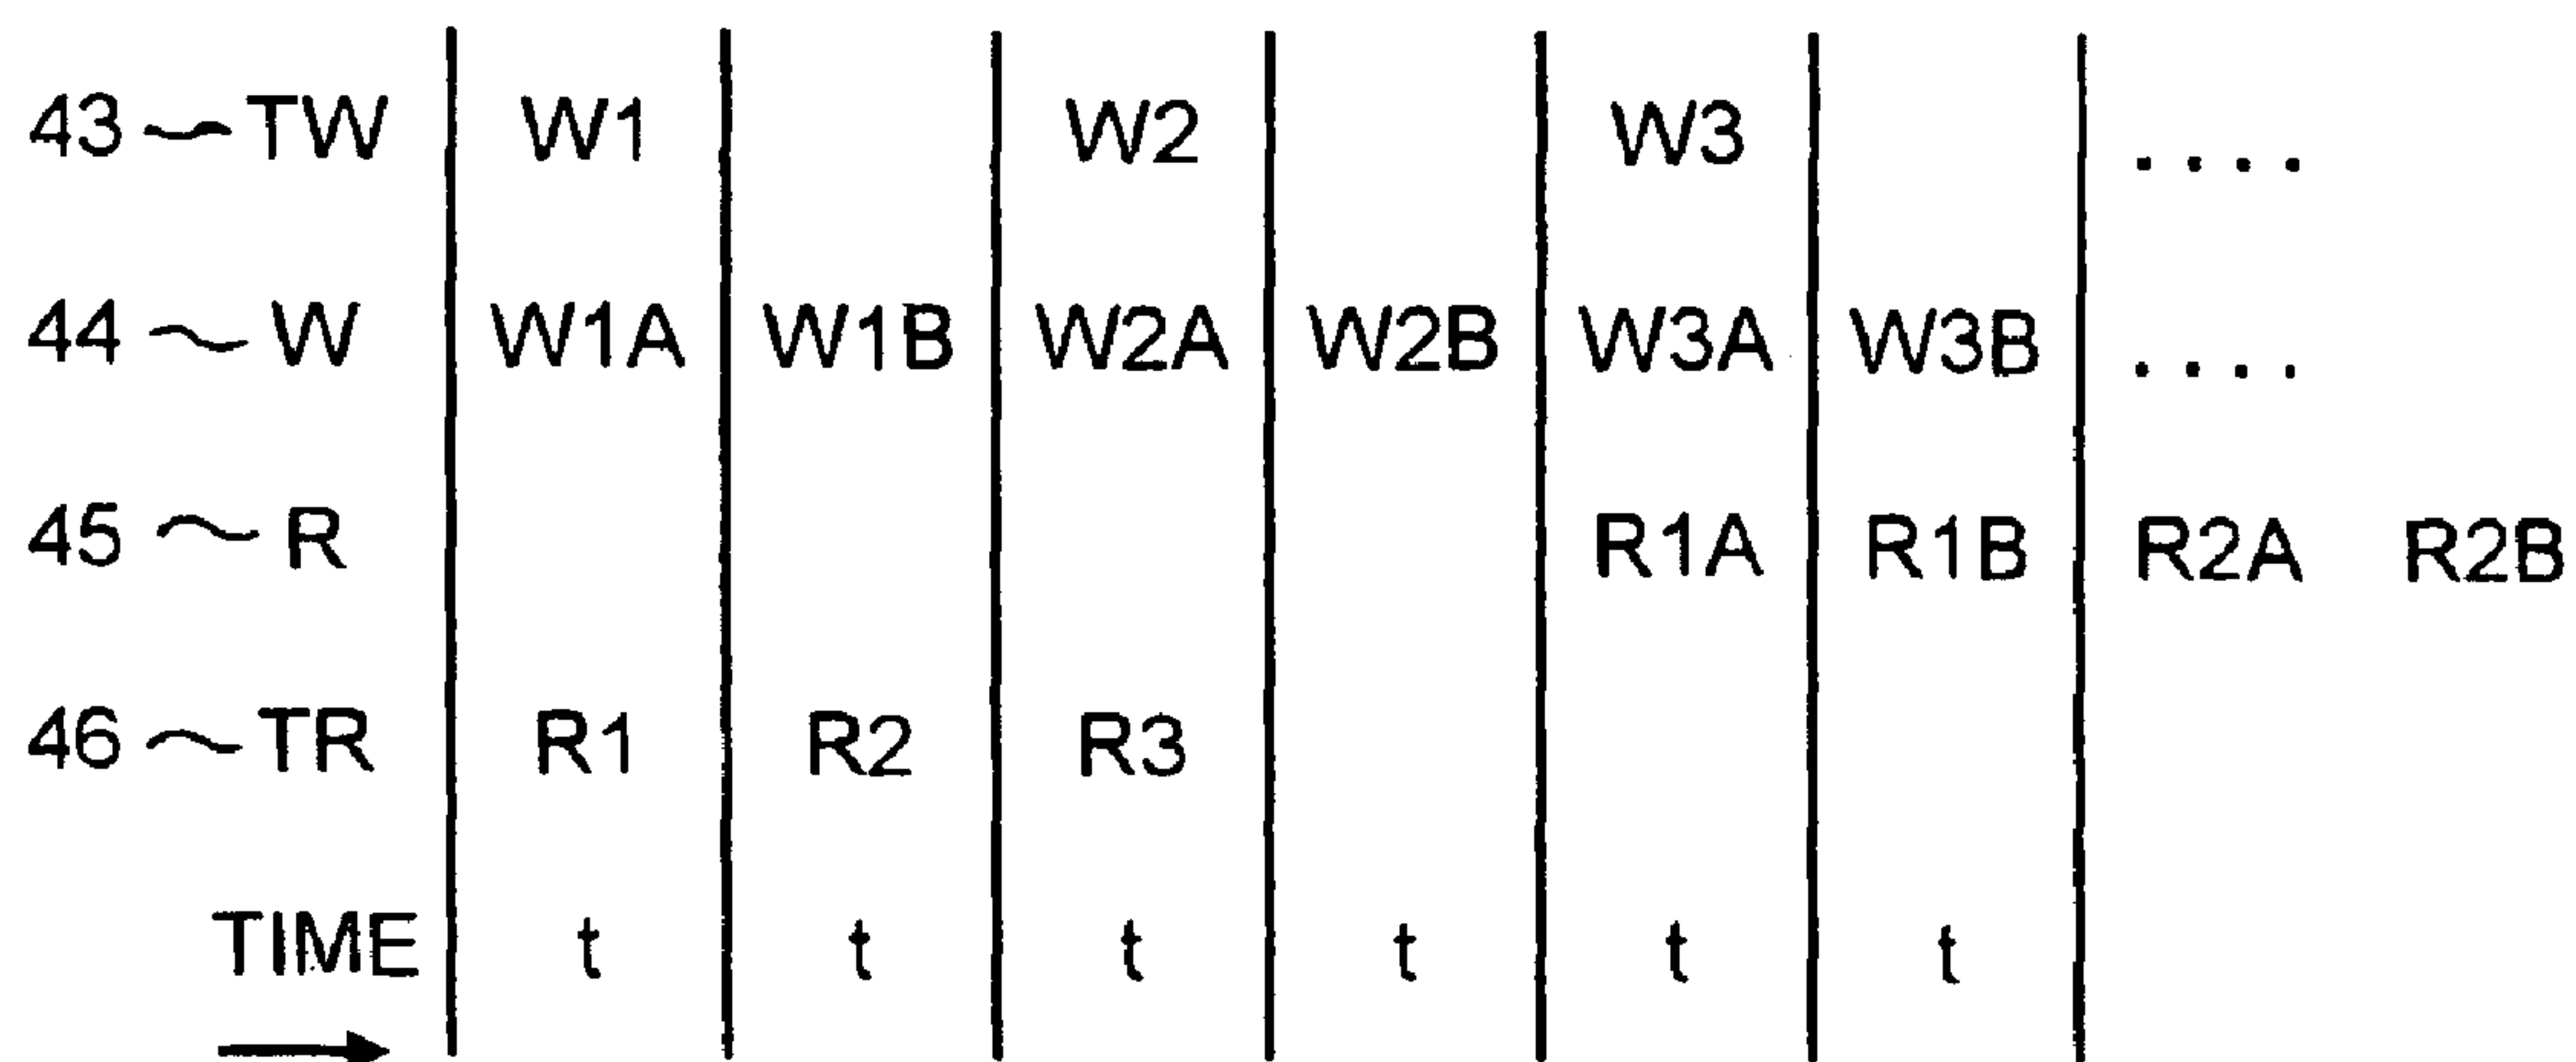 43 TW W1 W2 W3 ....
44 W W1A W1B W2A W2B W3A W3B ....
45 R R1A R1B R2A R2B
46 TR R1 R2 R3
TIME t t t t t t